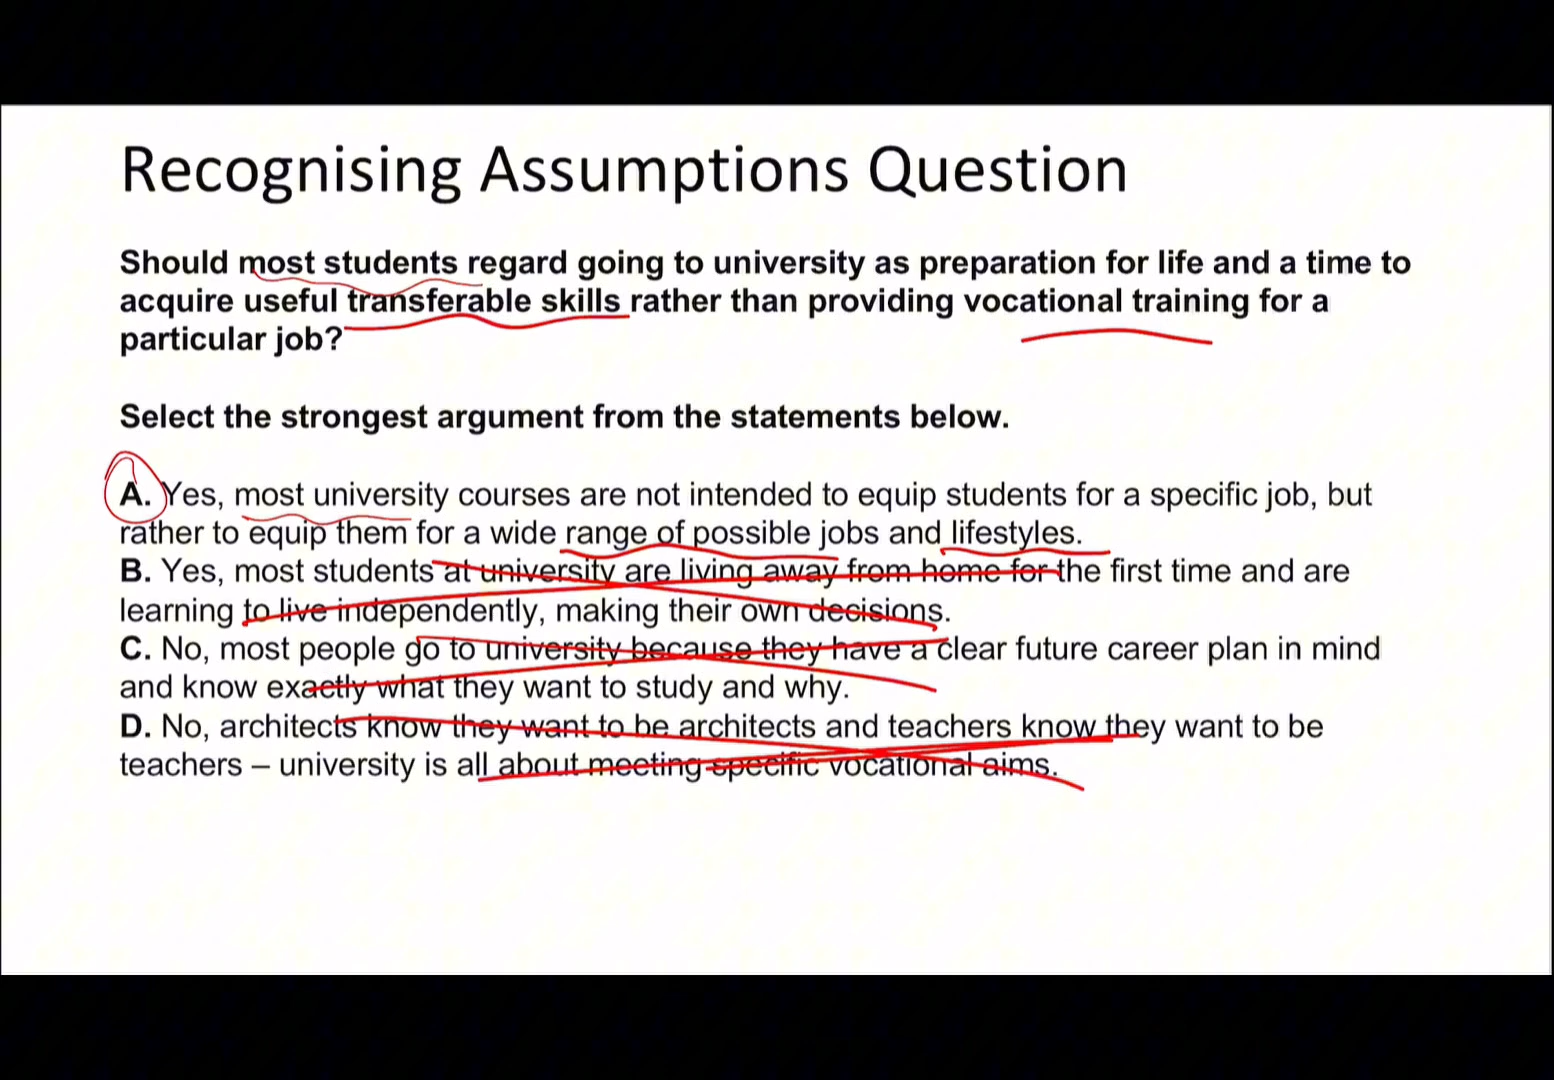 Recognising Assumptions Question
Should most students regard going to university as preparation for life and a time to
acquire useful transferable skills rather than providing vocational training for a
particular job?
Select the strongest argument from the statements below.
A. Yes, most university courses are not intended to equip students for a specific job, but
rather to equip them for a wide range of possible jobs and lifestyles.
B. Yes, most students at university are living away from home for the first time and are
learning to live independently, making their own decisions.
C. No, most people go to university because they have a clear future career plan in mind
and know exactly what they want to study and why.
D. No, architects know they want to be architects and teachers know they want to be
teachers – university is all about meeting specific vocational aims.